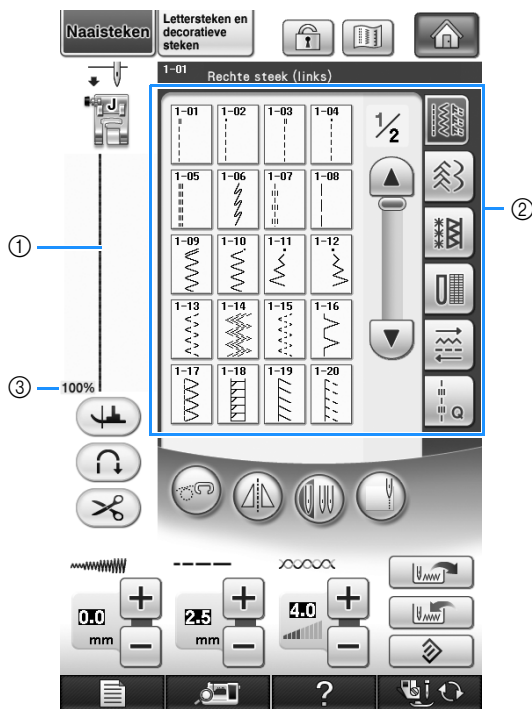 Naaisteken
Lettersteken en
decoratieve
steken
1-01
Rechte steek (links)
J
1-01 1-02 1-03 1-04
1/2
1-05 1-06 1-07 1-08
②
①
1-09 1-10 1-11 1-12
1-13 1-14 1-15 1-16
③ 100%
1-17 1-18 1-19 1-20
Q
0.0 + 2.5 + 4.0 +
mm − mm − −
?